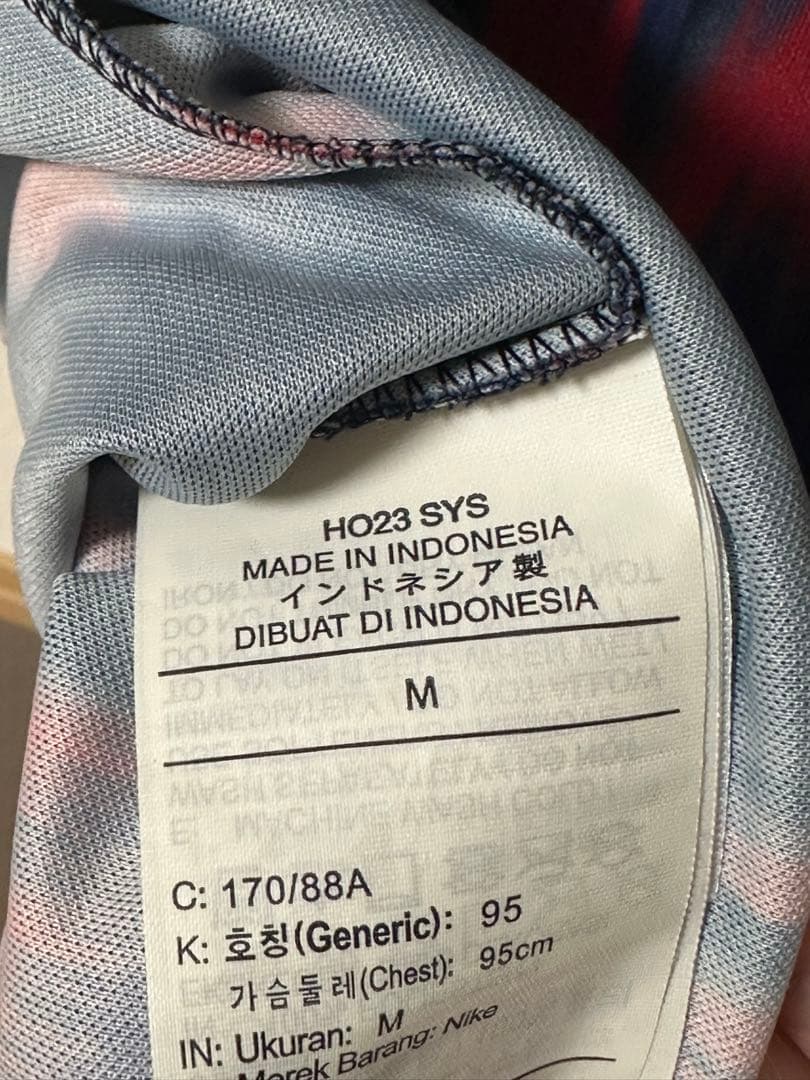 HO23 SYS
MADE IN INDONESIA
インドネシア製
DIBUAT DI INDONESIA
M
C: 170/88A
K: 호칭(Generic): 95
가슴둘레(Chest): 95cm
IN: Ukuran: M
Merek Barang: Nike